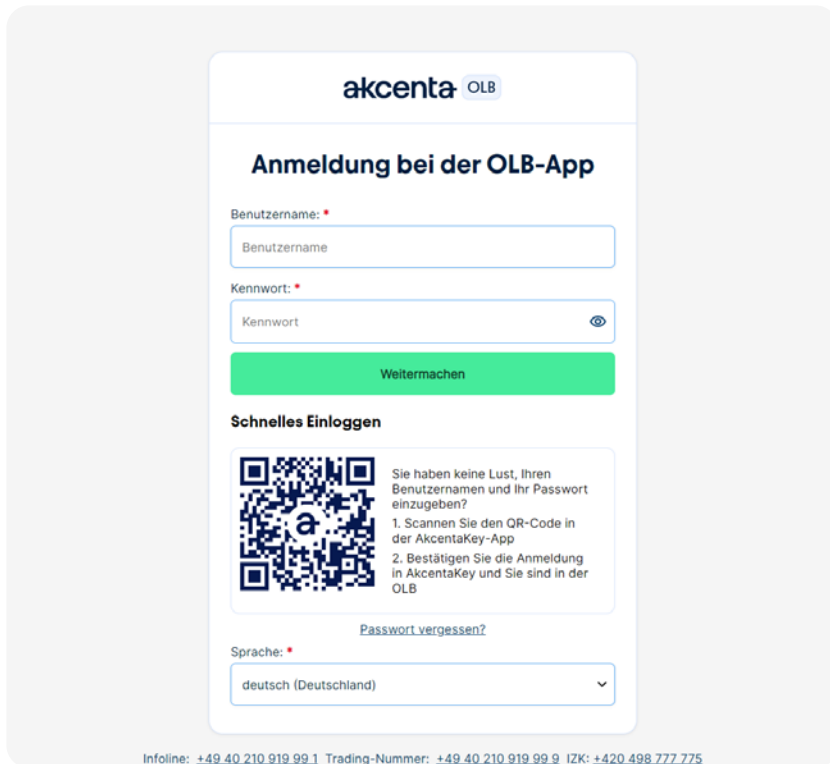 akcenta OLB
Anmeldung bei der OLB-App
Benutzername: *
Benutzername
Kennwort: *
Kennwort
Weitermachen
Schnelles Einloggen
a
Sie haben keine Lust, Ihren
Benutzernamen und Ihr Passwort
einzugeben?
1. Scannen Sie den QR-Code in
der AkcentaKey-App
2. Bestätigen Sie die Anmeldung
in AkcentaKey und Sie sind in der
OLB
Passwort vergessen?
Sprache: *
deutsch (Deutschland)
Infoline: +49 40 210 919 99 1 Trading-Nummer: +49 40 210 919 99 9 IZK: +420 498 777 775